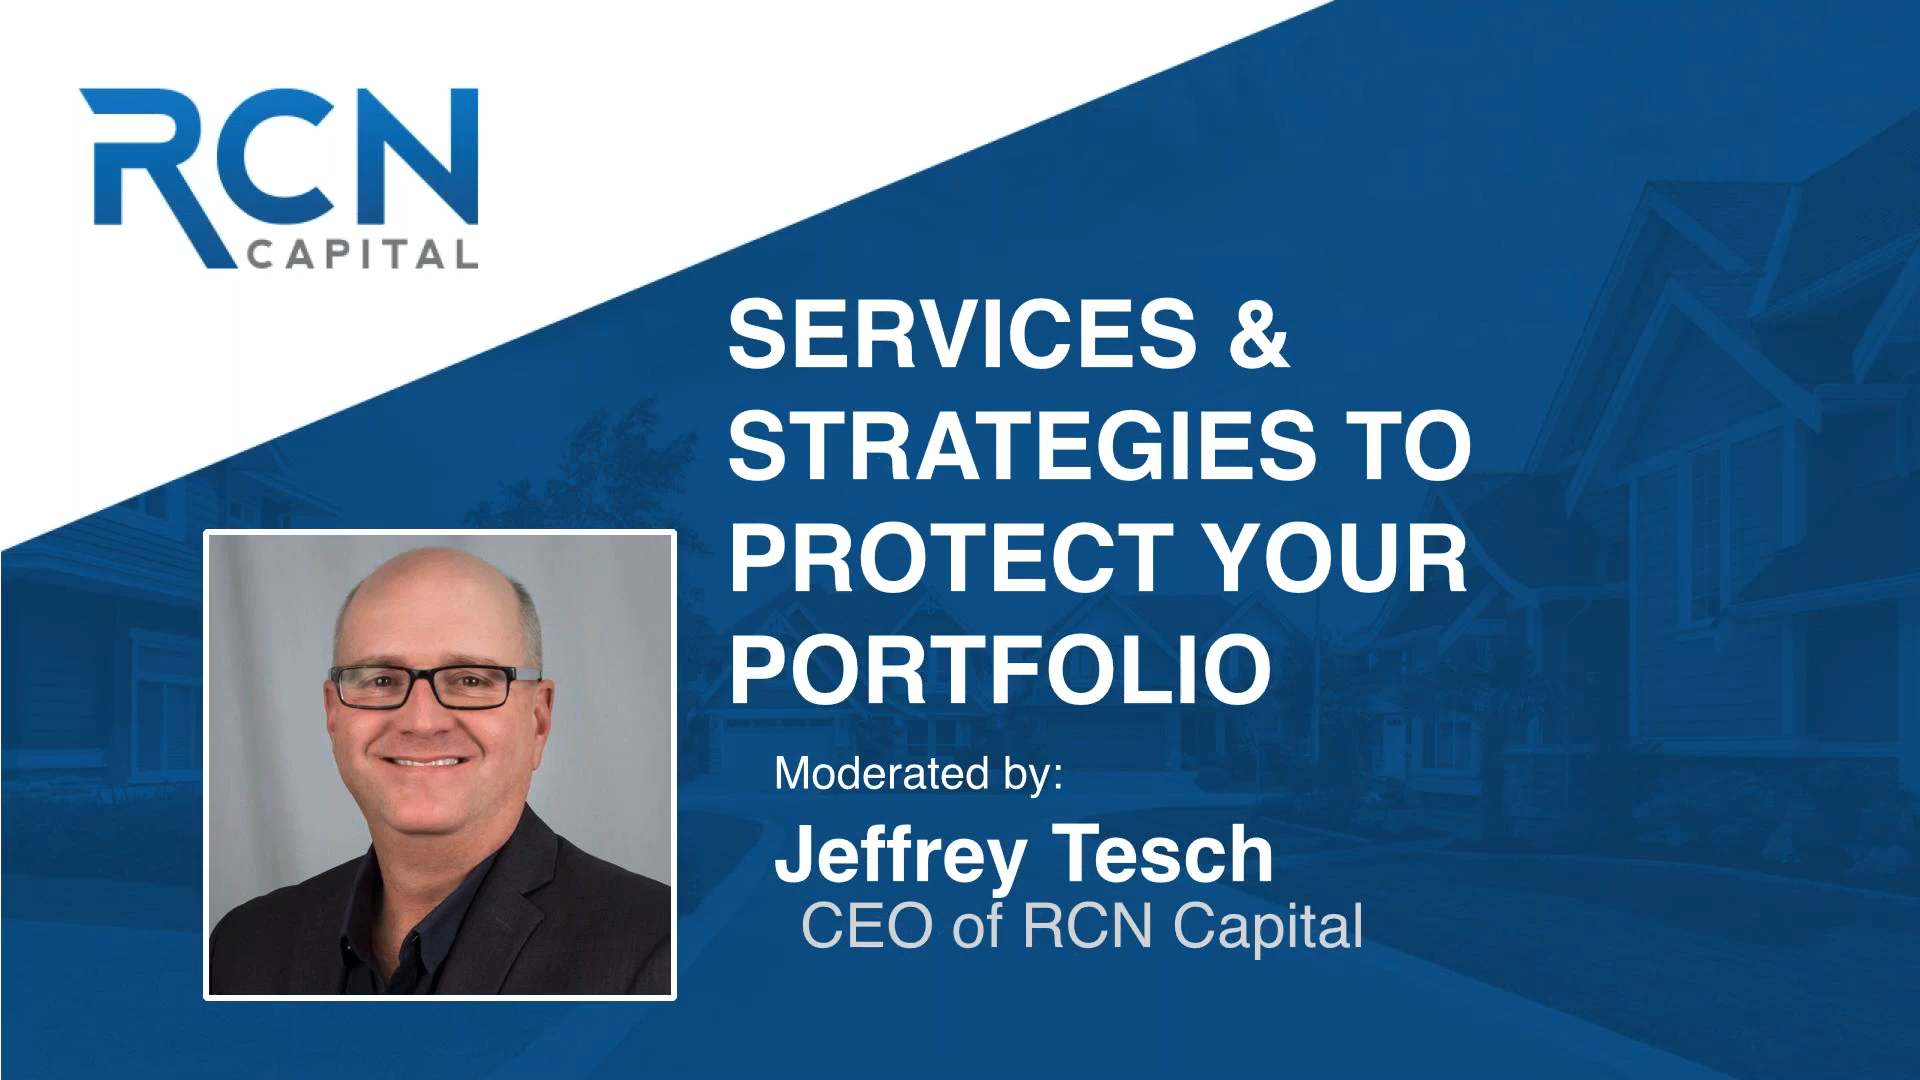 RCN
CAPITAL
SERVICES &
STRATEGIES TO
PROTECT YOUR
PORTFOLIO
Moderated by:
Jeffrey Tesch
CEO of RCN Capital